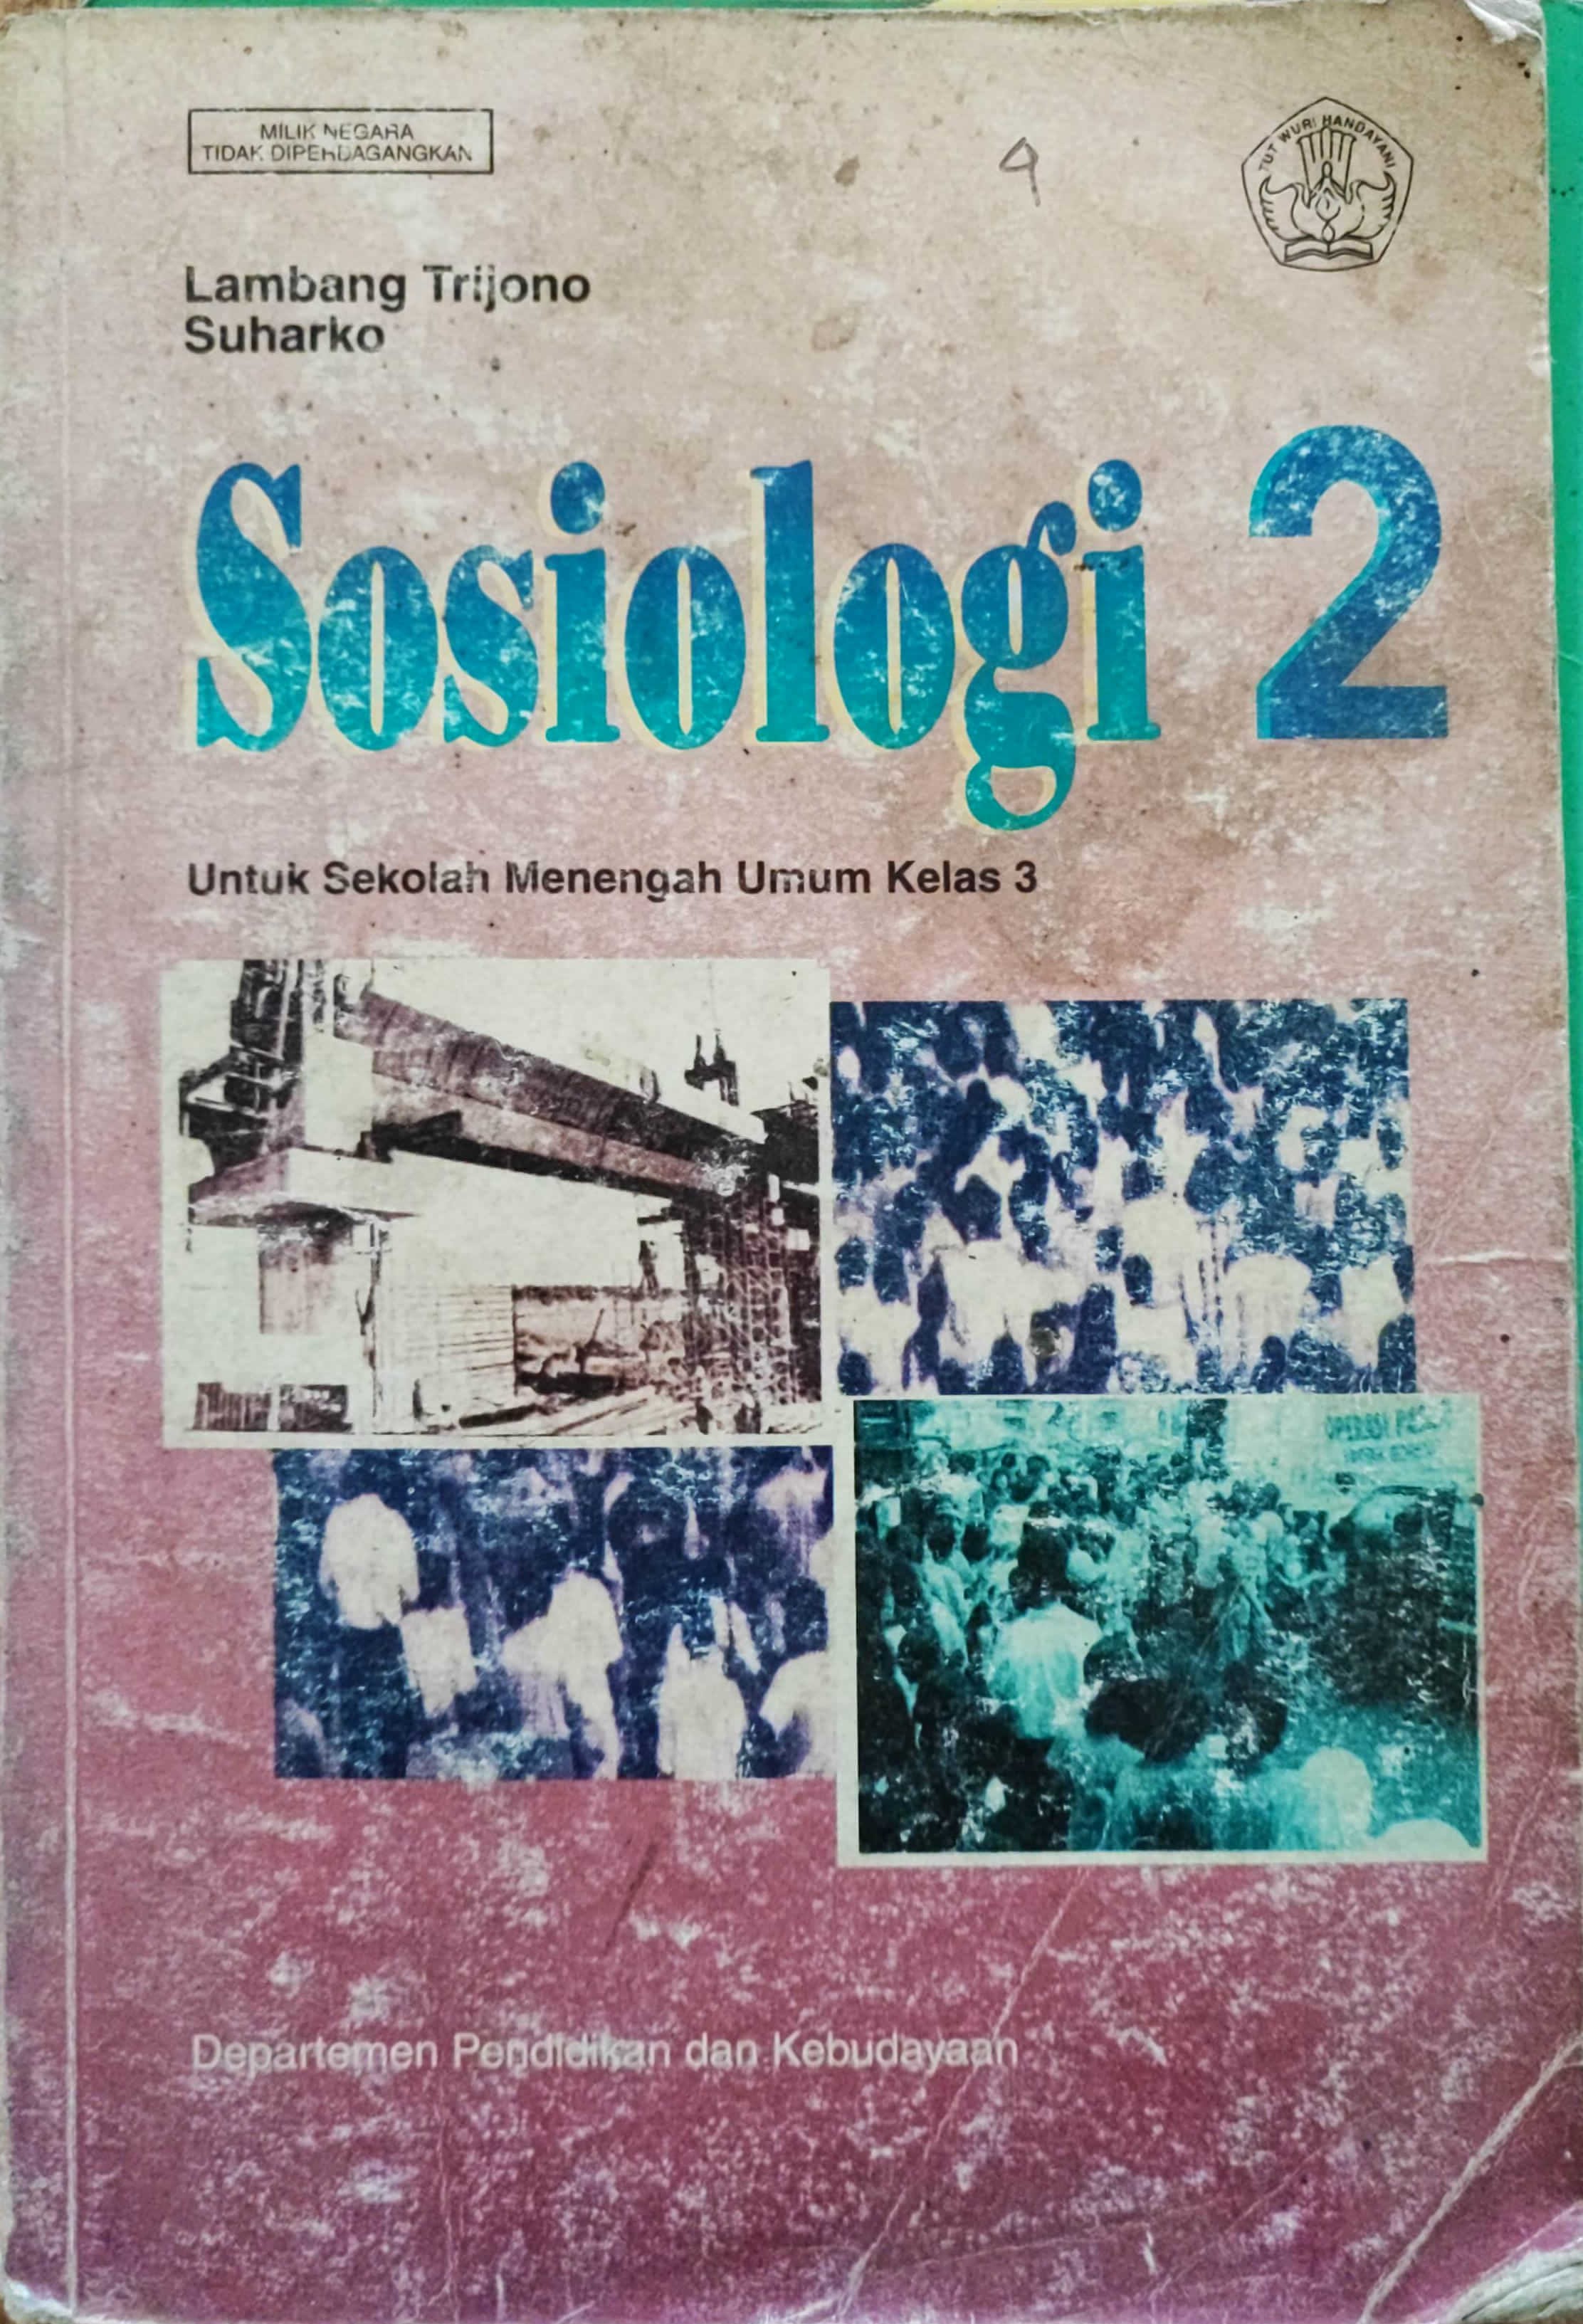 MILIK NEGARA
TIDAK DIPERDAGANGKAN
TUT WURI HANDAYANI
9
Lambang Trijono
Suharko
Sosiologi 2
Untuk Sekolah Menengah Umum Kelas 3
OPERASI
Departemen Pendidikan dan Kebudayaan